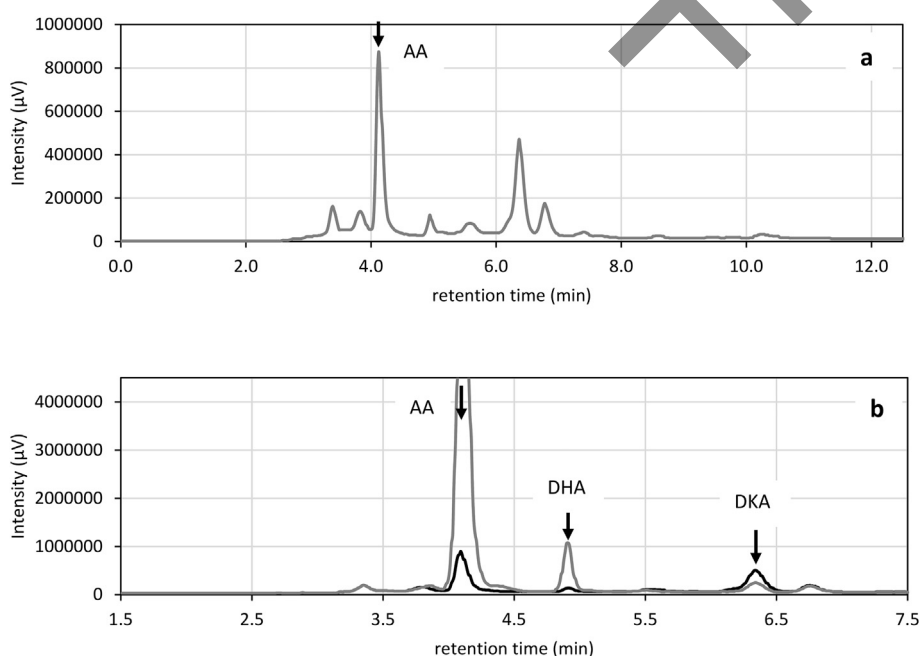 1000000
AA
a
800000
600000
400000
200000
0
Intensity (µV)
0.0 2.0 4.0 6.0 8.0 10.0 12.0
retention time (min)
4000000
AA
b
3000000
2000000
DHA
DKA
1000000
0
Intensity (µV)
1.5 2.5 3.5 4.5 5.5 6.5 7.5
retention time (min)